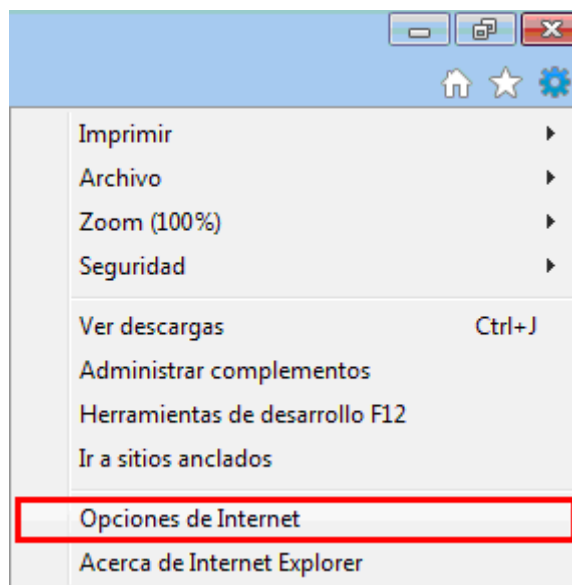 Imprimir
Archivo
Zoom (100%)
Seguridad
Ver descargas Ctrl+J
Administrar complementos
Herramientas de desarrollo F12
Ir a sitios anclados
Opciones de Internet
Acerca de Internet Explorer